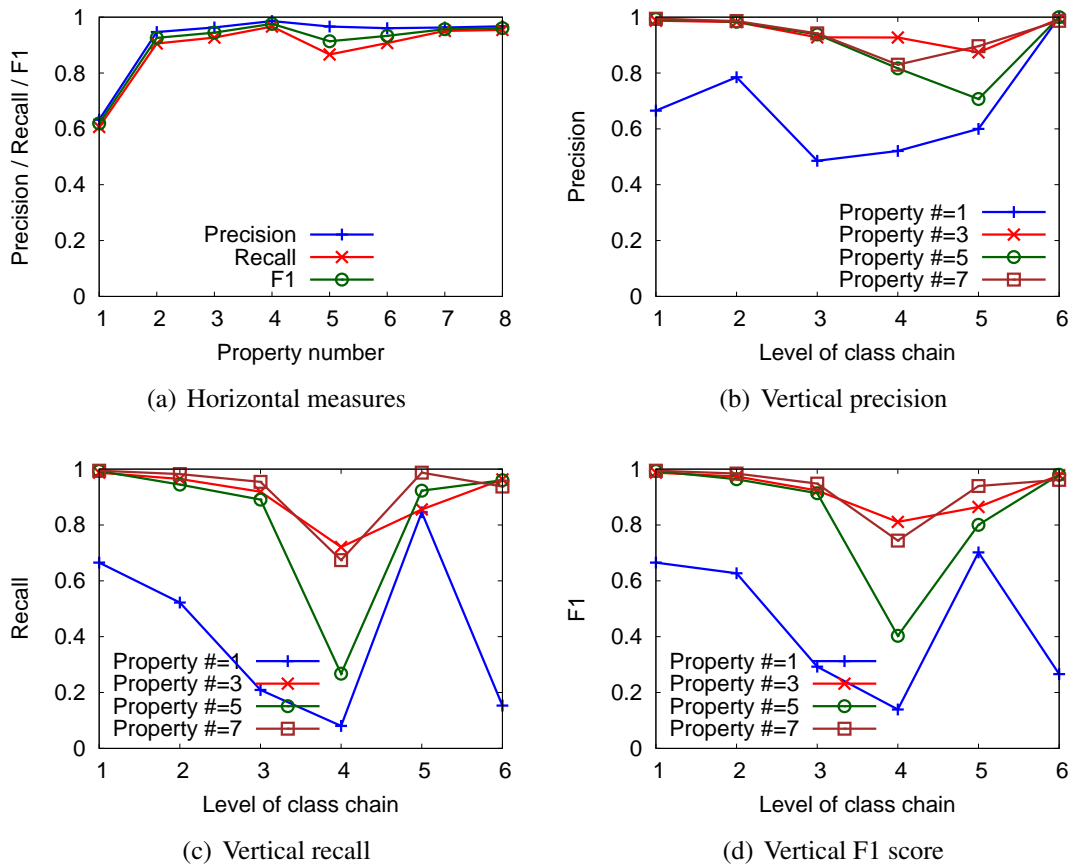 Precision / Recall / F1
1
0.8
0.6
0.4
0.2
0
Precision
Recall
F1
1 2 3 4 5 6 7 8
Property number
(a) Horizontal measures
Precision
1
0.8
0.6
0.4
0.2
0
Property #=1
Property #=3
Property #=5
Property #=7
1 2 3 4 5 6
Level of class chain
(b) Vertical precision
Recall
1
0.8
0.6
0.4
0.2
0
Property #=1
Property #=3
Property #=5
Property #=7
1 2 3 4 5 6
Level of class chain
(c) Vertical recall
F1
1
0.8
0.6
0.4
0.2
0
Property #=1
Property #=3
Property #=5
Property #=7
1 2 3 4 5 6
Level of class chain
(d) Vertical F1 score